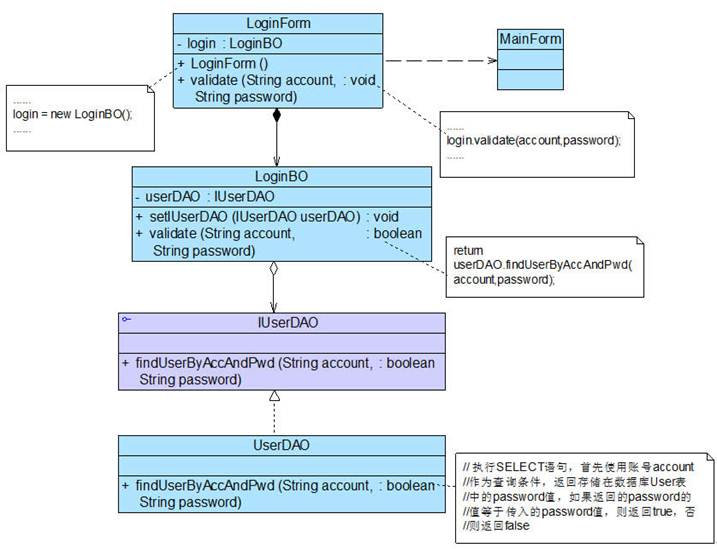 LoginForm
- login : LoginBO
+ LoginForm ()
+ validate (String account, : void
String password)
MainForm
......
login = new LoginBO();
......
......
login.validate(account,password);
......
LoginBO
- userDAO : IUserDAO
+ setIUserDAO (IUserDAO userDAO) : void
+ validate (String account, : boolean
String password)
return
userDAO.findUserByAccAndPwd(
account,password);
IUserDAO
+ findUserByAccAndPwd (String account, : boolean
String password)
UserDAO
+ findUserByAccAndPwd (String account, : boolean
String password)
//执行SELECT语句，首先使用账号account
//作为查询条件，返回存储在数据库User表
//中的password值，如果返回的password的
//值等于传入的password值，则返回true，否
//则返回false